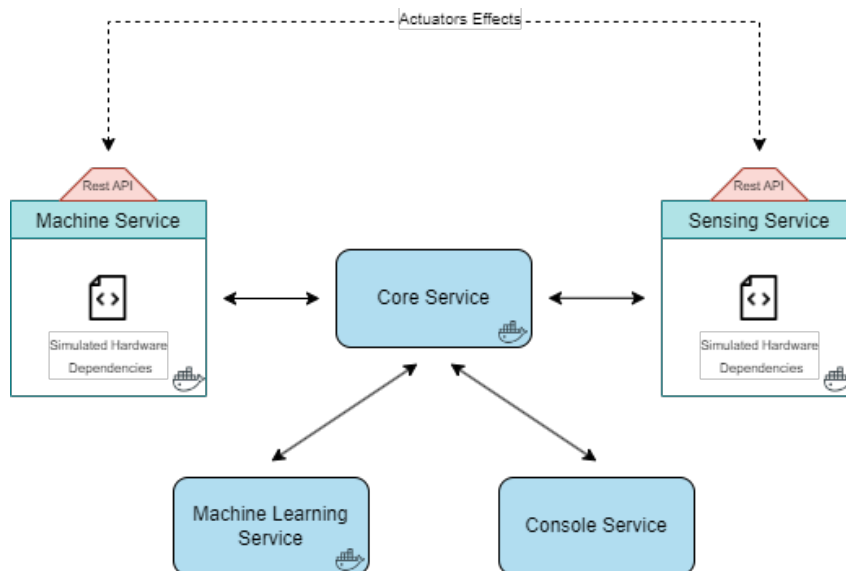 Actuators Effects
Rest API
Rest API
Machine Service
Sensing Service
Core Service
Simulated Hardware
Dependencies
Simulated Hardware
Dependencies
Machine Learning
Service
Console Service